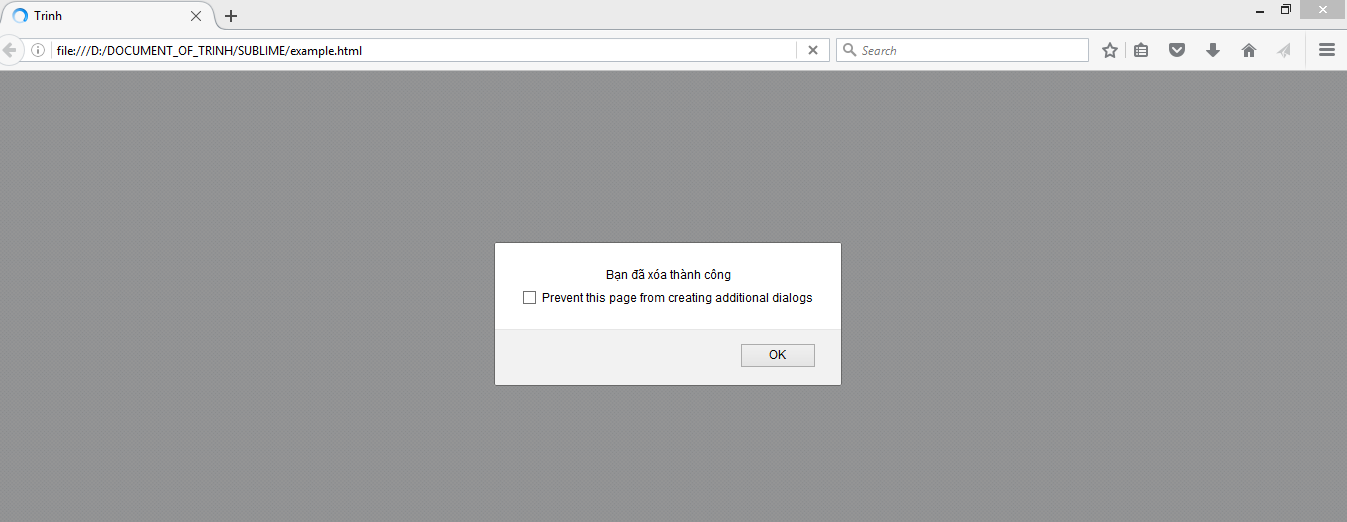 Trinh
file:///D:/DOCUMENT_OF_TRINH/SUBLIME/example.html
Search
Bạn đã xóa thành công
Prevent this page from creating additional dialogs
OK